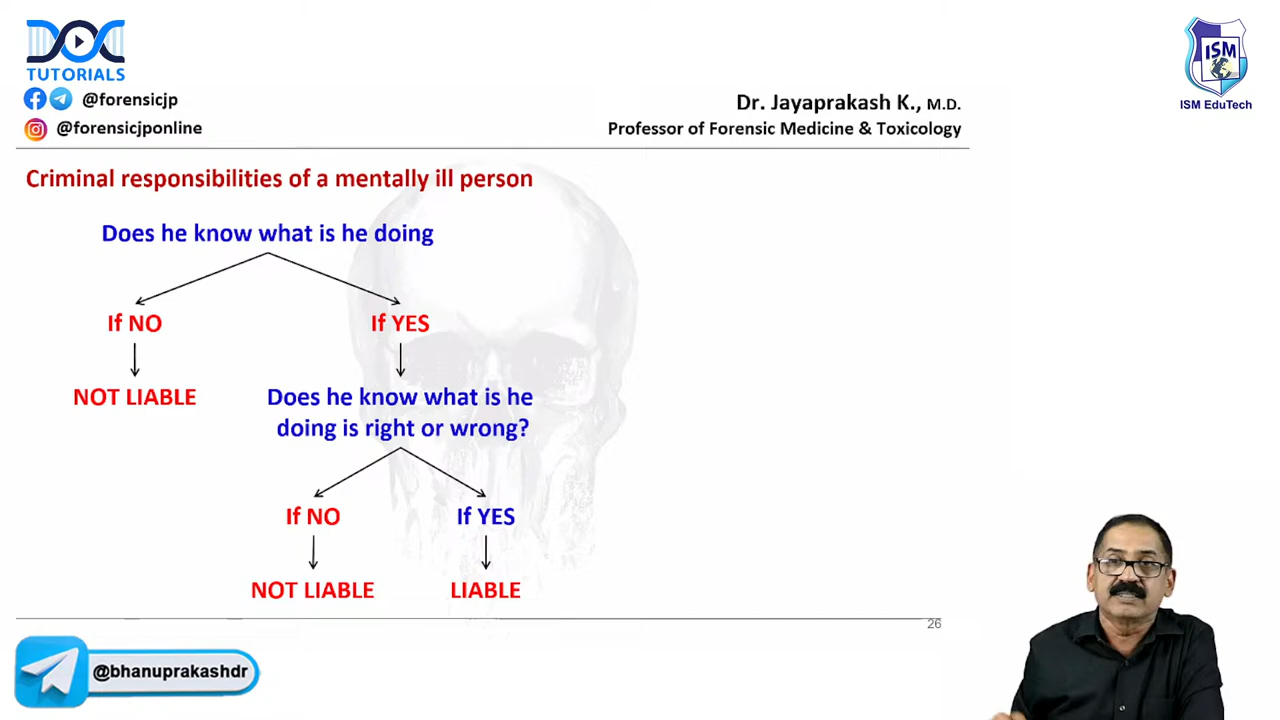 DOC
TUTORIALS
@forensicjp
@forensicjponline
Dr. Jayaprakash K., M.D.
Professor of Forensic Medicine & Toxicology
ISM
ISM EduTech
Criminal responsibilities of a mentally ill person
Does he know what is he doing
If NO
If YES
NOT LIABLE
Does he know what is he
doing is right or wrong?
If NO
If YES
NOT LIABLE
LIABLE
26
@bhanuprakashdr